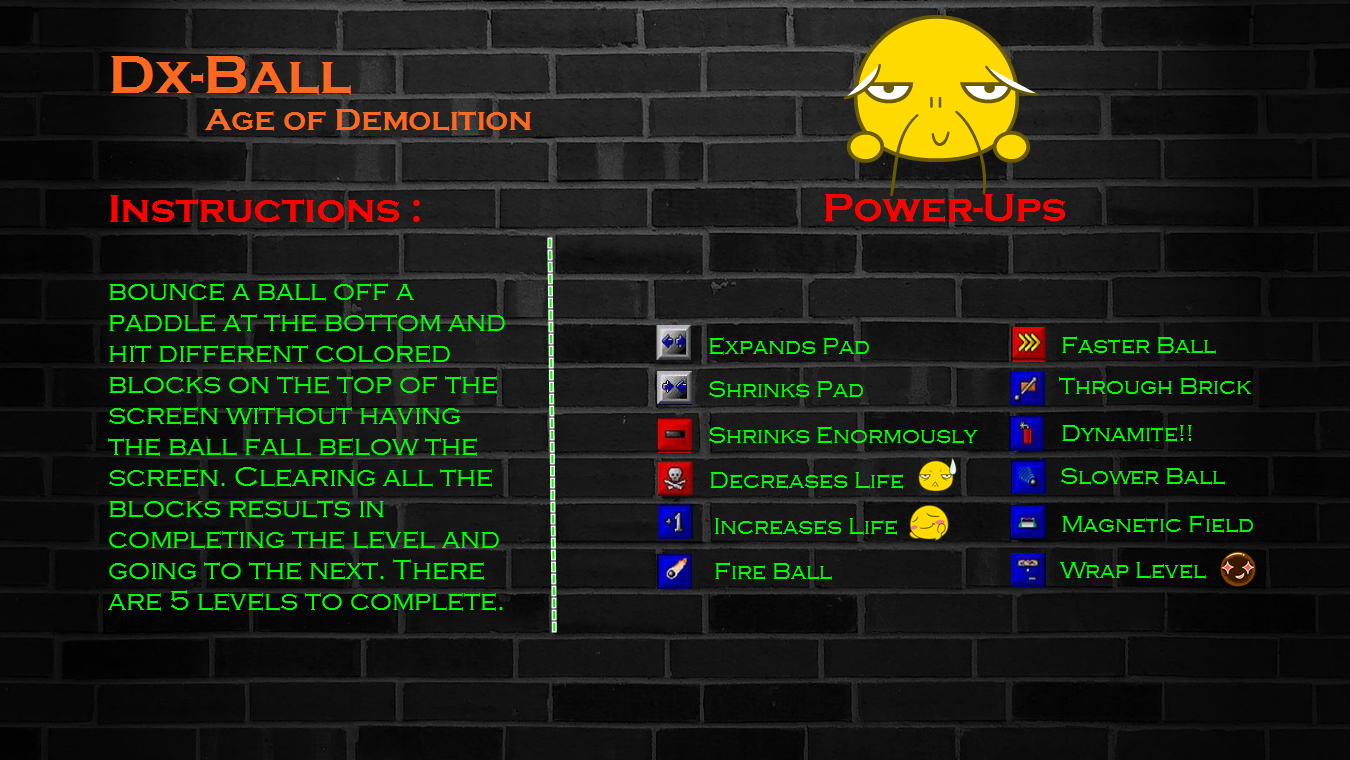 Dx-Ball
Age of Demolition
Instructions :
BOUNCE A BALL OFF A
PADDLE AT THE BOTTOM AND
HIT DIFFERENT COLORED
BLOCKS ON THE TOP OF THE
SCREEN WITHOUT HAVING
THE BALL FALL BELOW THE
SCREEN. CLEARING ALL THE
BLOCKS RESULTS IN
COMPLETING THE LEVEL AND
GOING TO THE NEXT. THERE
ARE 5 LEVELS TO COMPLETE.
Power-Ups
Expands Pad
Shrinks Pad
Shrinks Enormously
Decreases Life
+1 Increases Life
Fire Ball
Faster Ball
Through Brick
Dynamite!!
Slower Ball
Magnetic Field
Wrap Level